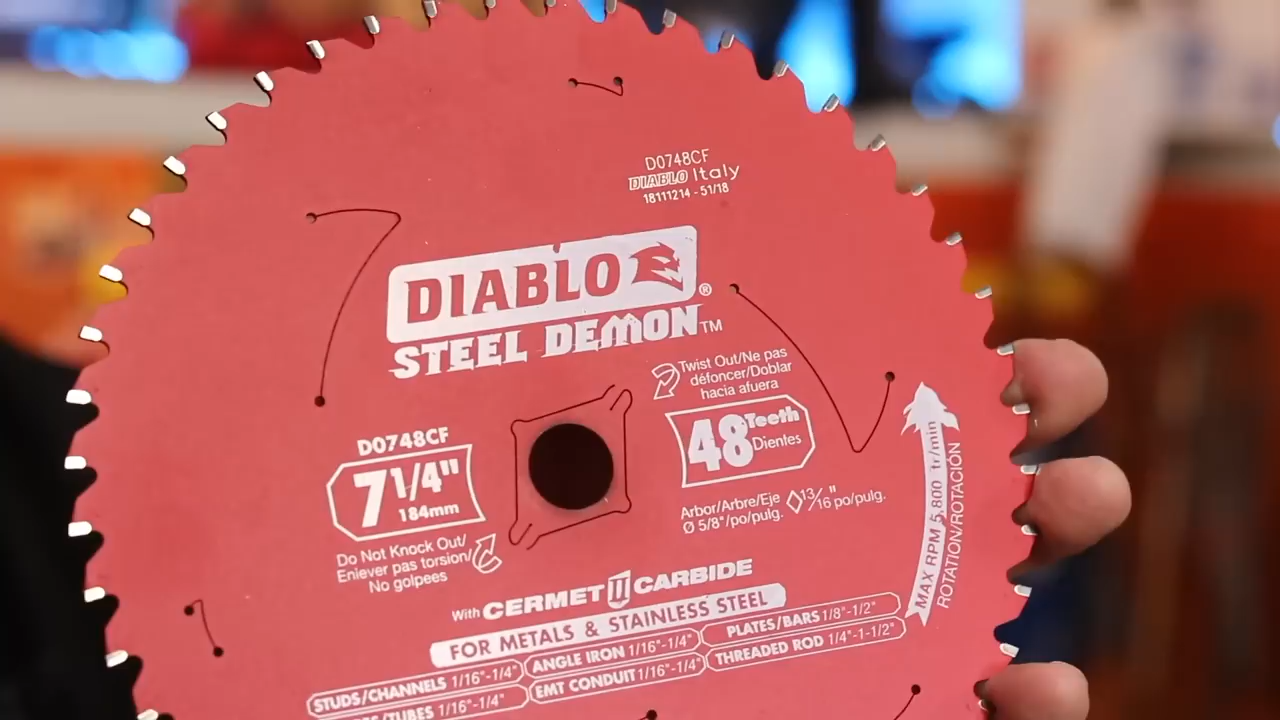 D0748CF
DIABLO Italy
18111214 - 51/18
DIABLO®
STEEL DEMON™
Twist Out/Ne pas
défoncer/Doblar
hacia afuera
48 Teeth
Dientes
Arbor/Arbre/Eje
Ø 5/8"/po/pulg.
13/16 po/pulg.
D0748CF
7 1/4"
184mm
Do Not Knock Out/
Enlever pas torsion/
No golpees
MAX RPM 5,800 tr/min
ROTATION/ROTACIÓN
With CERMET II CARBIDE
FOR METALS & STAINLESS STEEL
STUDS/CHANNELS 1/16"-1/4"
ANGLE IRON 1/16"-1/4"
PLATES/BARS 1/8"-1/2"
/TUBES 1/16"-1/4"
EMT CONDUIT 1/16"-1/4"
THREADED ROD 1/4"-1-1/2"